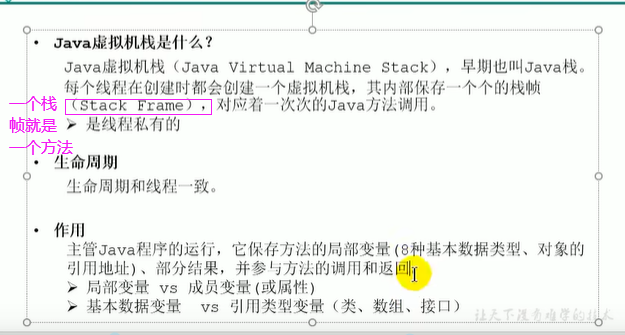 • Java虚拟机栈是什么?
Java虚拟机栈(Java Virtual Machine Stack),早期也叫Java栈。
每个线程在创建时都会创建一个虚拟机栈,其内部保存一个个的栈帧
(Stack Frame),对应着一次次的Java方法调用。
➢ 是线程私有的
一个栈
帧就是
一个方法
• 生命周期
生命周期和线程一致。
• 作用
主管Java程序的运行,它保存方法的局部变量(8种基本数据类型、对象的
引用地址)、部分结果,并参与方法的调用和返回。
➢ 局部变量 vs 成员变量(或属性)
➢ 基本数据变量 vs 引用类型变量(类、数组、接口)
让天下没有难学的技术